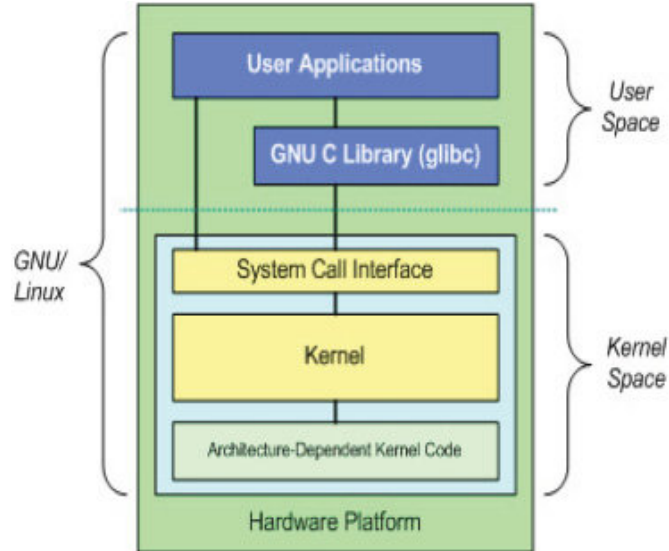 User Applications
User
Space
GNU C Library (glibc)
GNU/
Linux
System Call Interface
Kernel
Kernel
Space
Architecture-Dependent Kernel Code
Hardware Platform